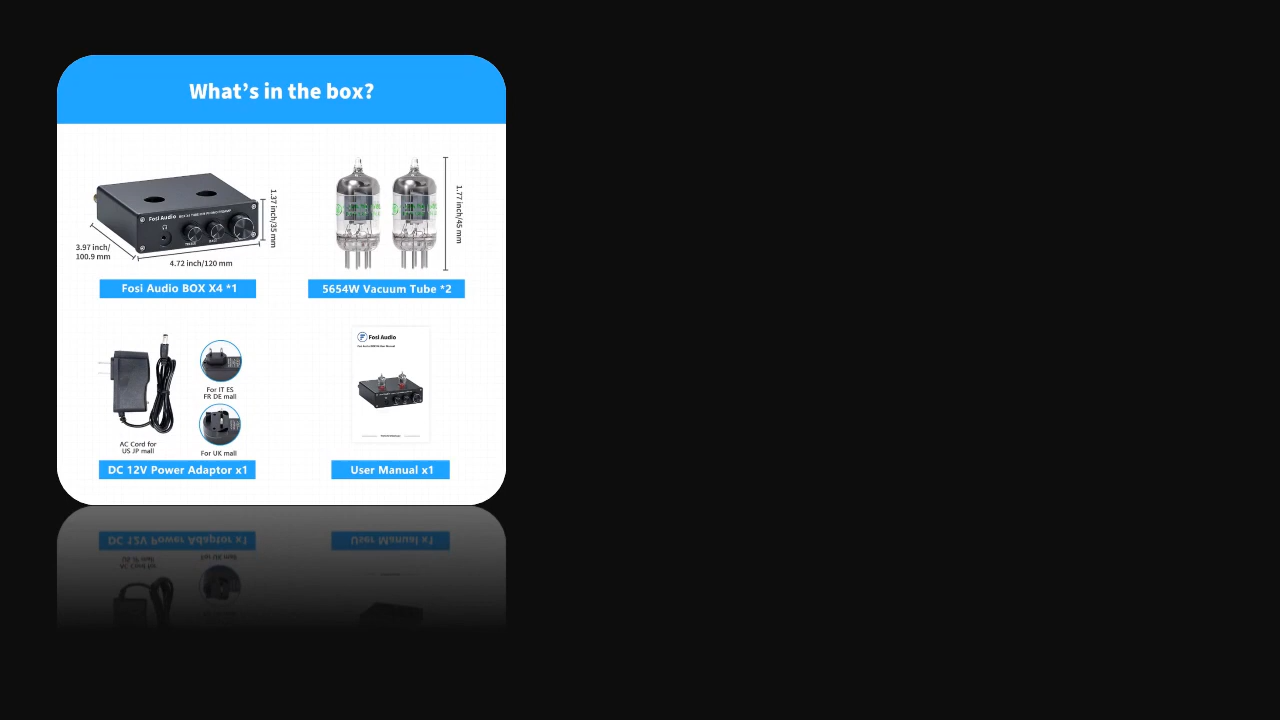 What's in the box?
Fosi Audio
1.37 inch/35 mm
3.97 inch/
100.9 mm
4.72 inch/120 mm
1.77 inch/45 mm
Fosi Audio BOX X4 *1
5654W Vacuum Tube *2
Fosi Audio
For IT ES
FR DE mall
AC Cord for
US JP mall
For UK mall
DC 12V Power Adaptor x1
User Manual x1